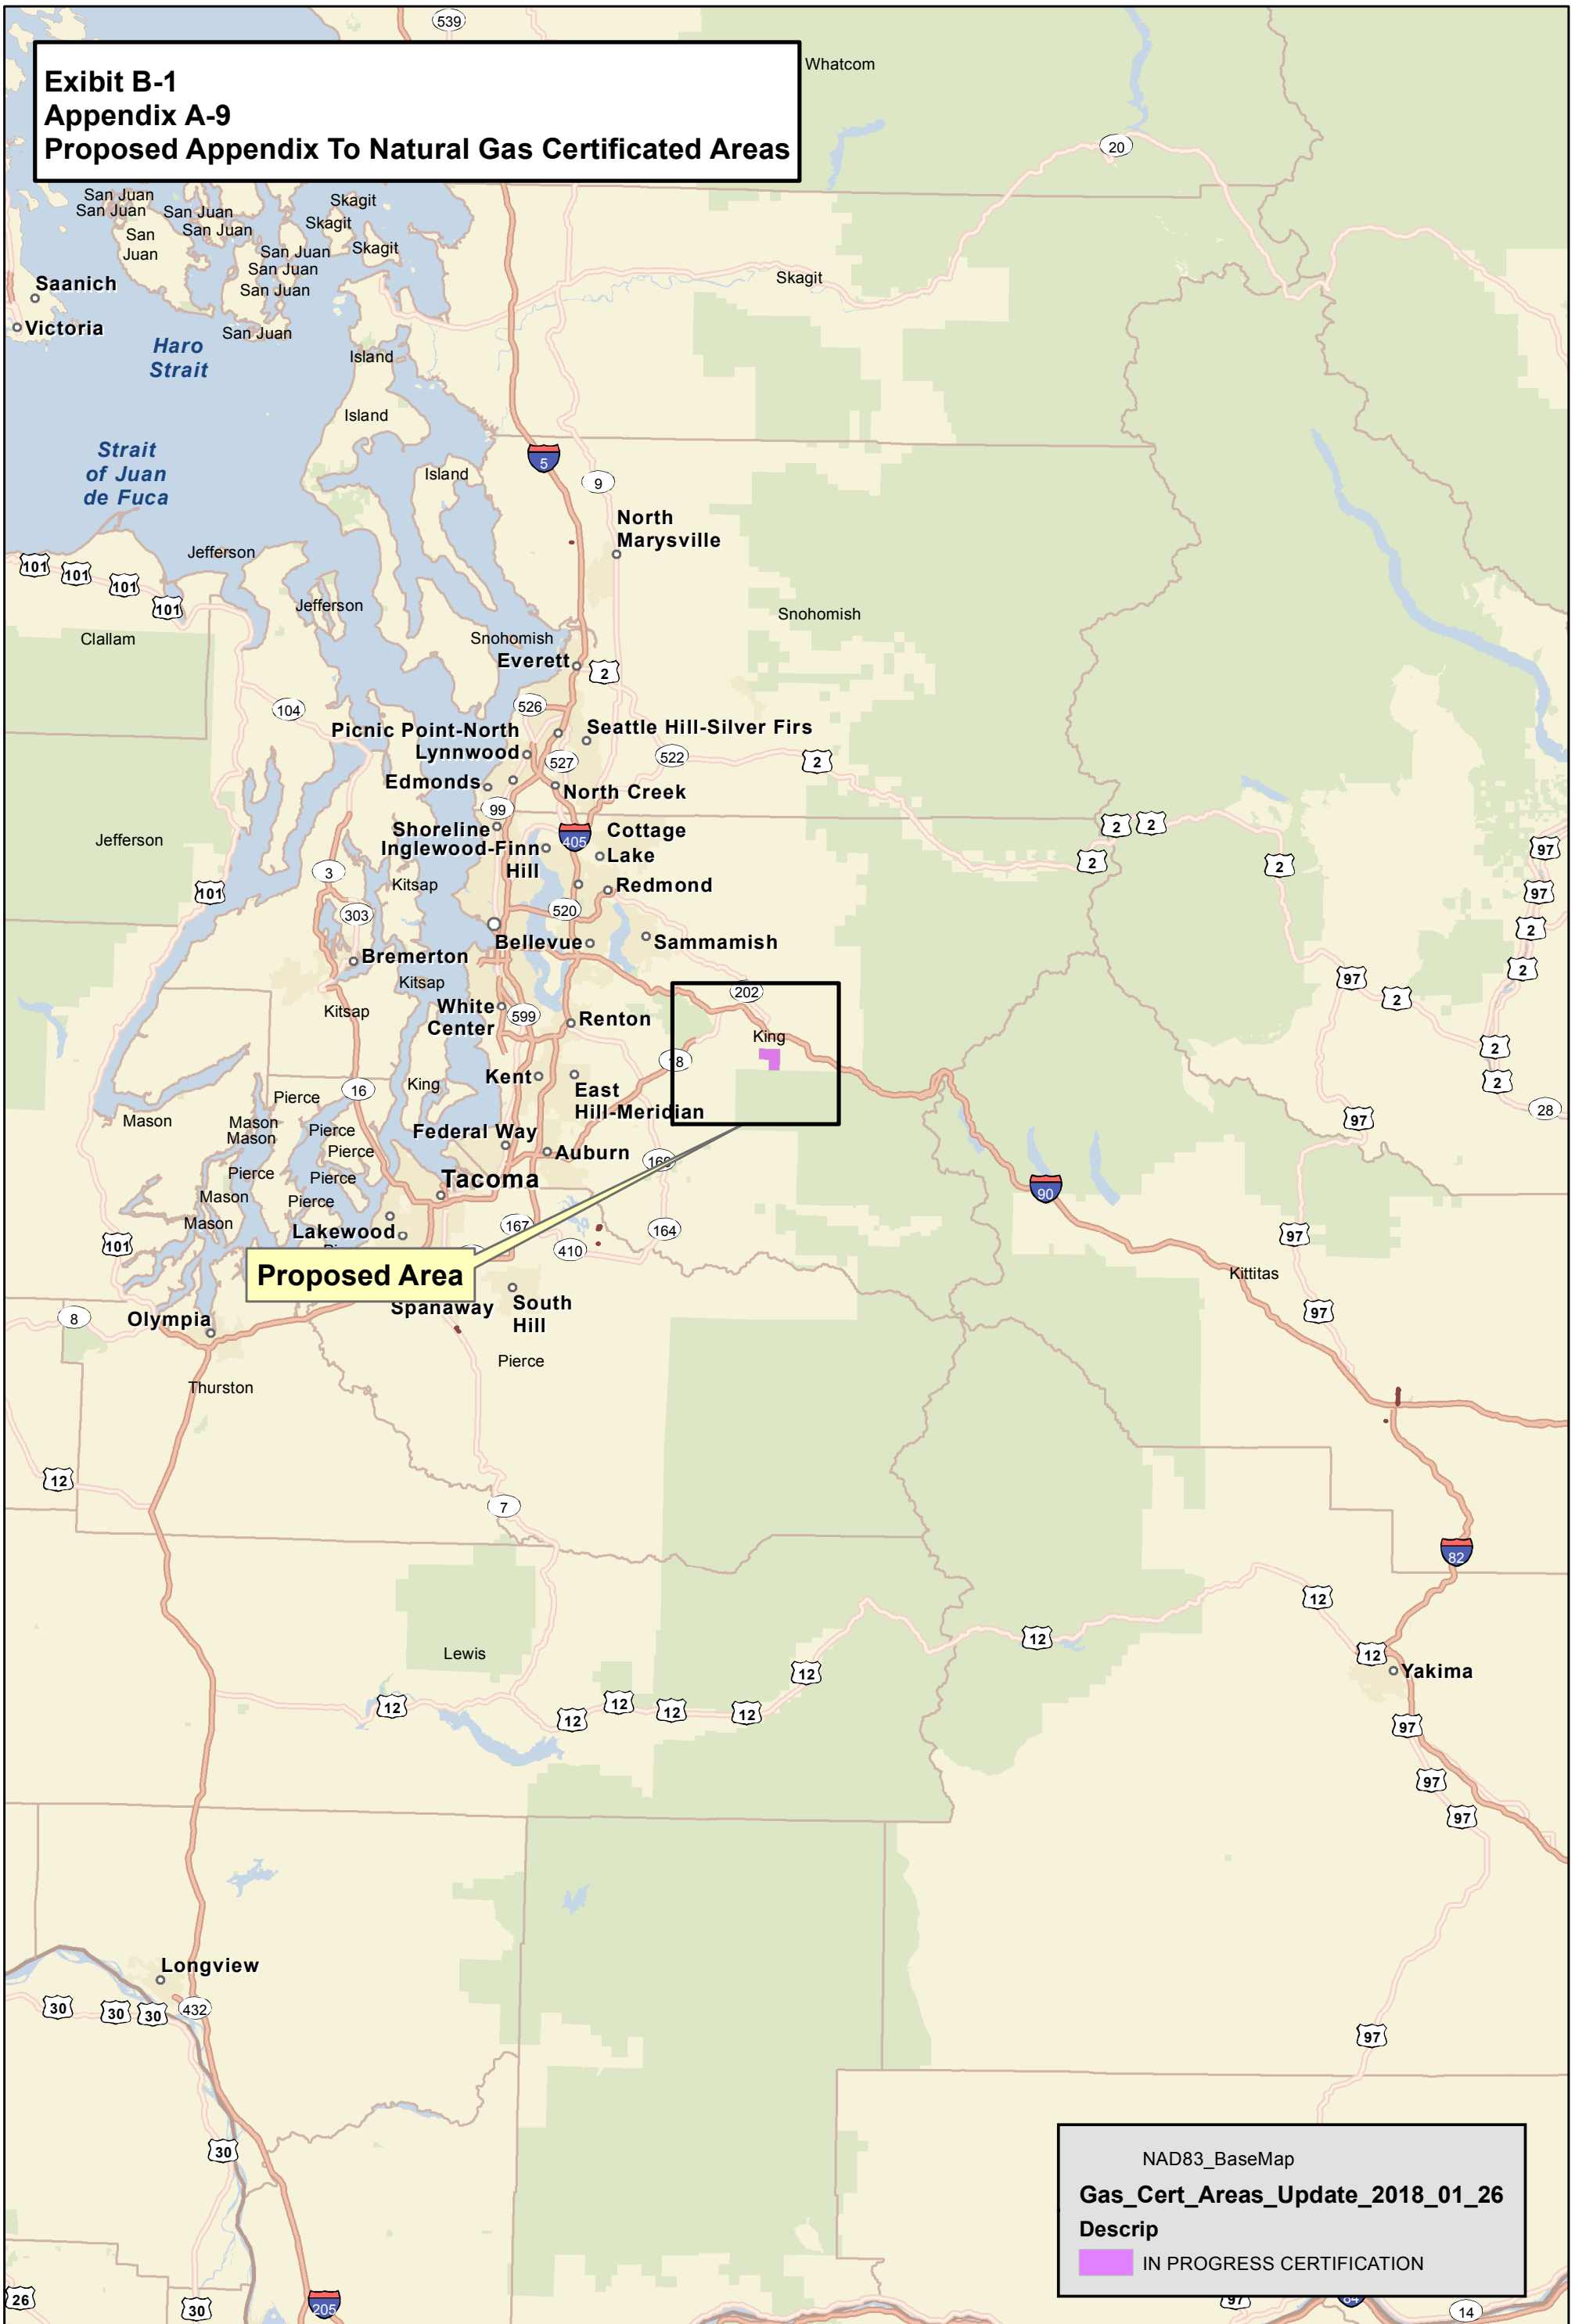 539
Exibit B-1
Appendix A-9
Proposed Appendix To Natural Gas Certificated Areas
Whatcom
20
San Juan
San Juan
San Juan
San Juan
San
Juan
San Juan
San Juan
San Juan
San Juan
Skagit
Skagit
Skagit
Skagit
Saanich
Victoria
Haro
Strait
Island
Island
Island
Strait
of Juan
de Fuca
5
9
North
Marysville
Jefferson
101
101
101
101
Jefferson
Clallam
Snohomish
Snohomish
Everett
2
104
526
Picnic Point-North
Lynnwood
Seattle Hill-Silver Firs
527
522
2
Edmonds
North Creek
99
Shoreline
Inglewood-Finn
Hill
405
Cottage
Lake
2
2
2
2
97
97
2
2
Jefferson
3
Kitsap
101
303
Redmond
520
Bellevue
Sammamish
Bremerton
Kitsap
Kitsap
White
Center
599
Renton
202
King
18
97
2
2
2
97
28
Kent
East
Hill-Meridian
King
16
Pierce
Mason
Mason
Mason
Pierce
Pierce
Federal Way
Auburn
169
Pierce
Pierce
Mason
Pierce
Mason
Tacoma
Lakewood
167
410
164
90
101
97
Kittitas
97
Proposed Area
Spanaway
South
Hill
8
Olympia
Pierce
Thurston
12
7
82
12
12
12
Yakima
Lewis
12
12
12
12
12
12
97
97
97
Longview
30
30
30
432
97
30
NAD83_BaseMap
Gas_Cert_Areas_Update_2018_01_26
Descrip
IN PROGRESS CERTIFICATION
26
30
205
97
84
14